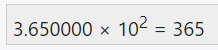 3.650000 × 10² = 365